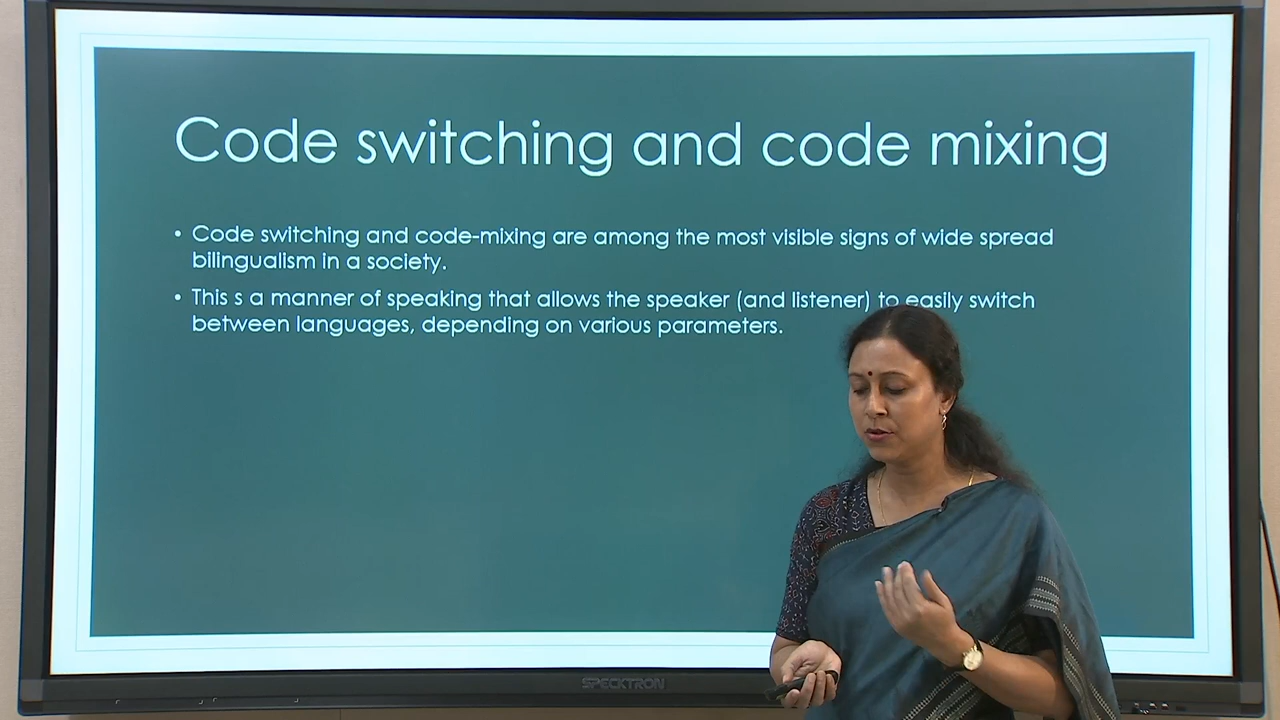 Code switching and code mixing
• Code switching and code-mixing are among the most visible signs of wide spread
bilingualism in a society.
• This s a manner of speaking that allows the speaker (and listener) to easily switch
between languages, depending on various parameters.
SPECKTRON